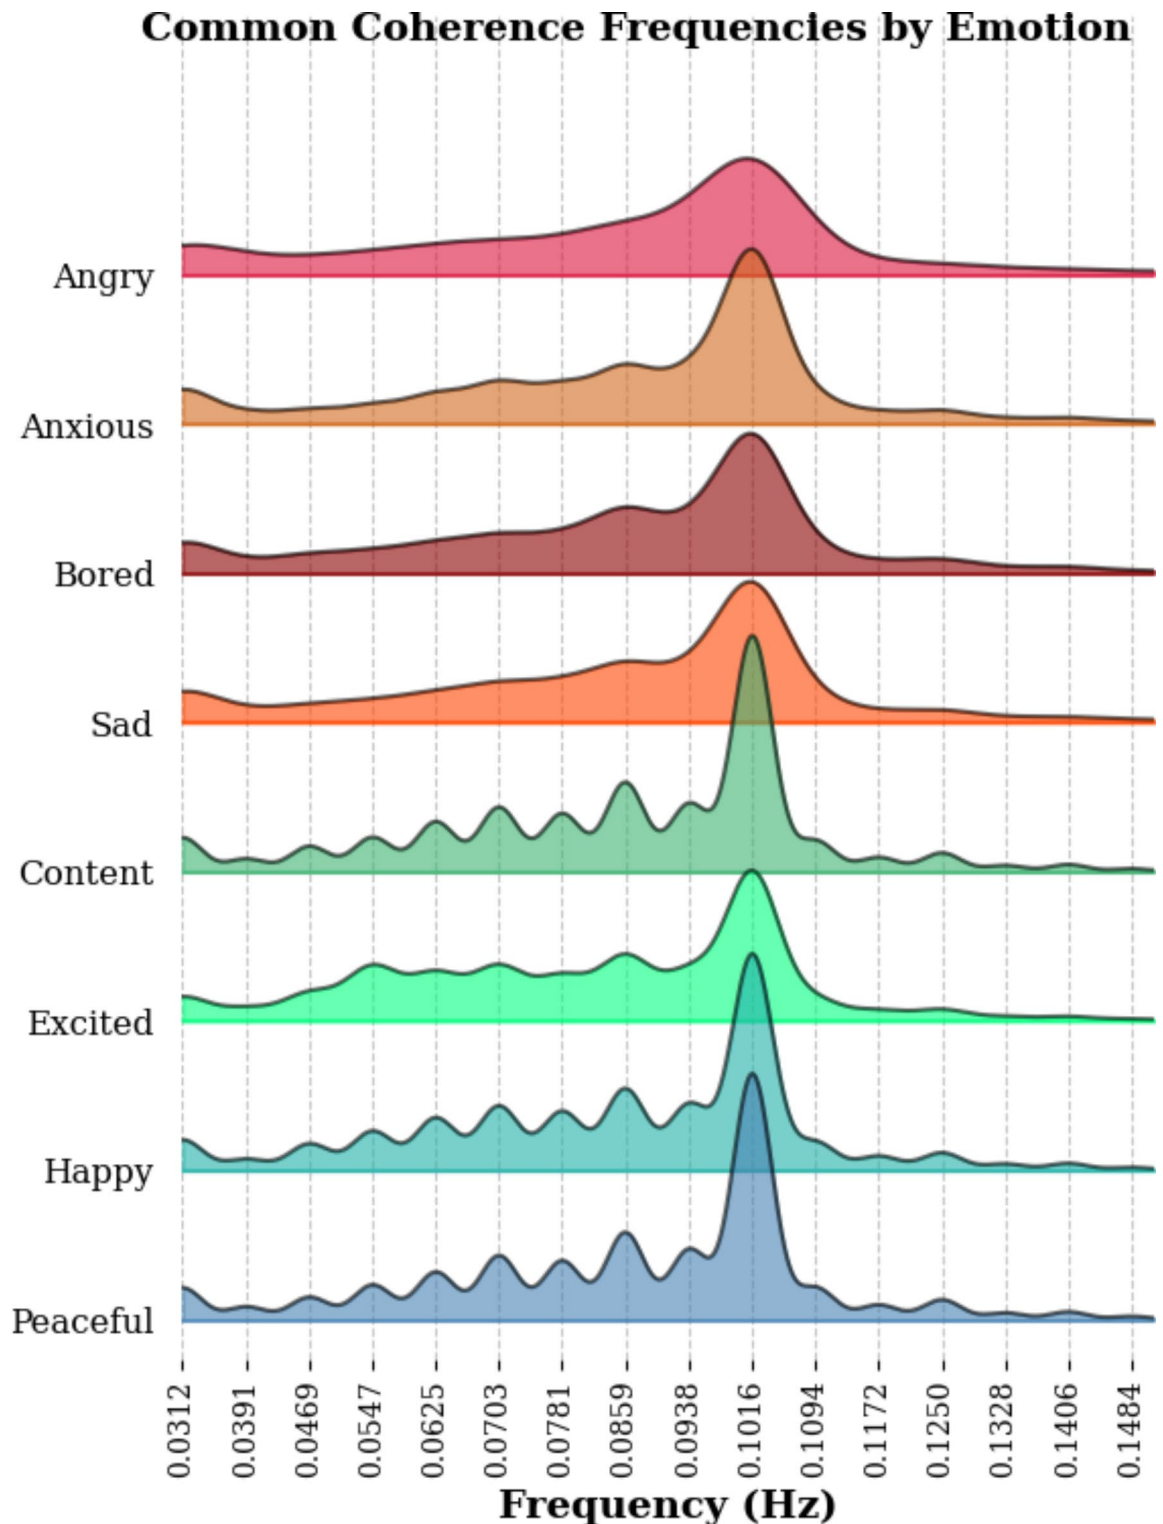 Common Coherence Frequencies by Emotion
Angry
Anxious
Bored
Sad
Content
Excited
Happy
Peaceful
0.0312
0.0391
0.0469
0.0547
0.0625
0.0703
0.0781
0.0859
0.0938
0.1016
0.1094
0.1172
0.1250
0.1328
0.1406
0.1484
Frequency (Hz)